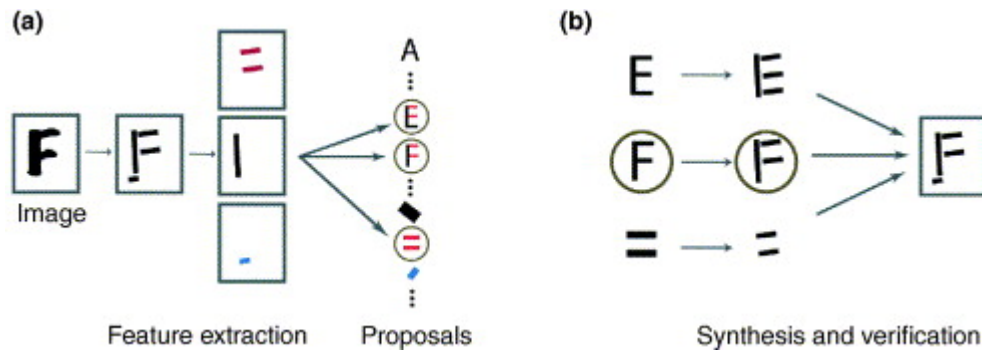 (a)
F
F
Image
Feature extraction
A
E
F
=
Proposals
(b)
E
E
F
F
=
=
F
Synthesis and verification